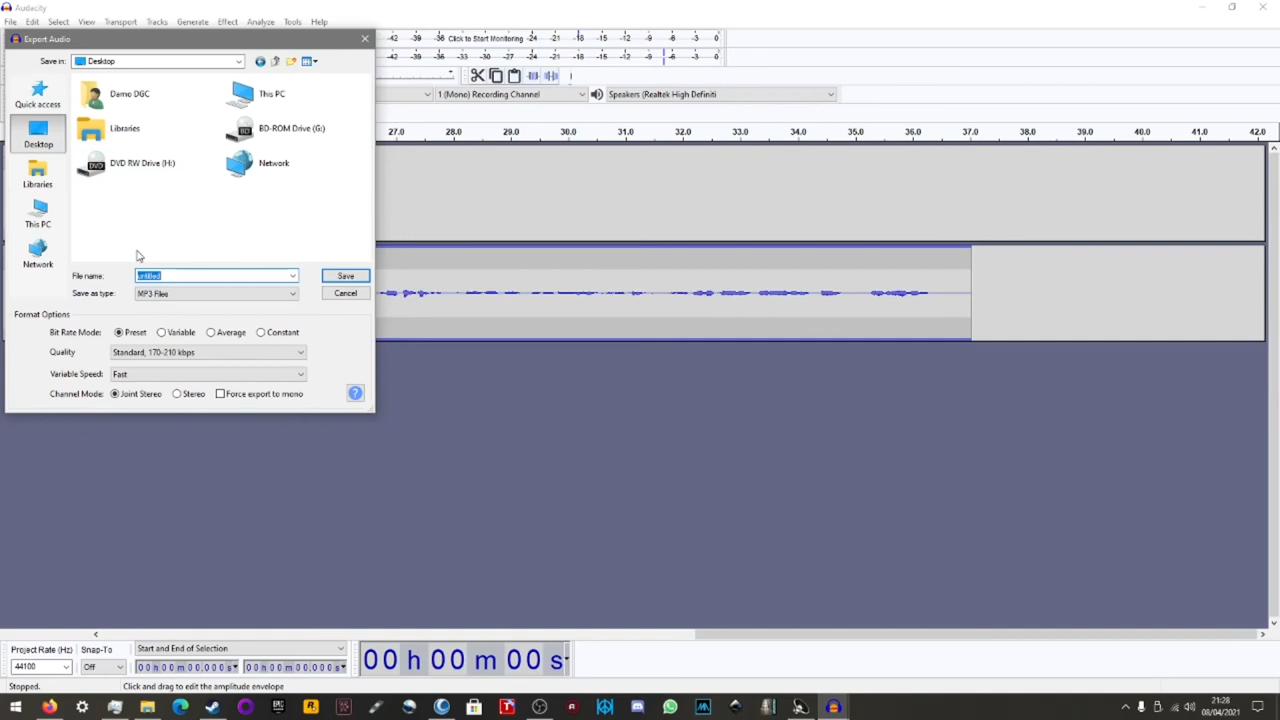 Audacity
File Edit Select View Transport Tracks Generate Effect Analyze Tools Help
Export Audio
-42 -39 -36 Click to Start Monitoring -24 -21 -18 -15 -12 -9 -6 -3 0
-42 -39 -36 -33 -30 -27 -24 -21 -18 -15 -12 -9 -6 -3 0
Save in: Desktop
1 (Mono) Recording Channel Speakers (Realtek High Definiti
27.0 28.0 29.0 30.0 31.0 32.0 33.0 34.0 35.0 36.0 37.0 38.0 39.0 40.0 41.0 42.0
Quick access
Desktop
Libraries
This PC
Network
Damo DGC This PC
Libraries BD-ROM Drive (G:)
DVD RW Drive (H:) Network
File name: untitled Save
Save as type: MP3 Files Cancel
Format Options
Bit Rate Mode: Preset Variable Average Constant
Quality Standard, 170-210 kbps
Variable Speed: Fast
Channel Mode: Joint Stereo Stereo Force export to mono ?
Project Rate (Hz) Snap-To Start and End of Selection
44100 Off 00h00m00.000s 00h00m00.000s
00h00m00s
Stopped. Click and drag to edit the amplitude envelope
21:28
08/04/2021